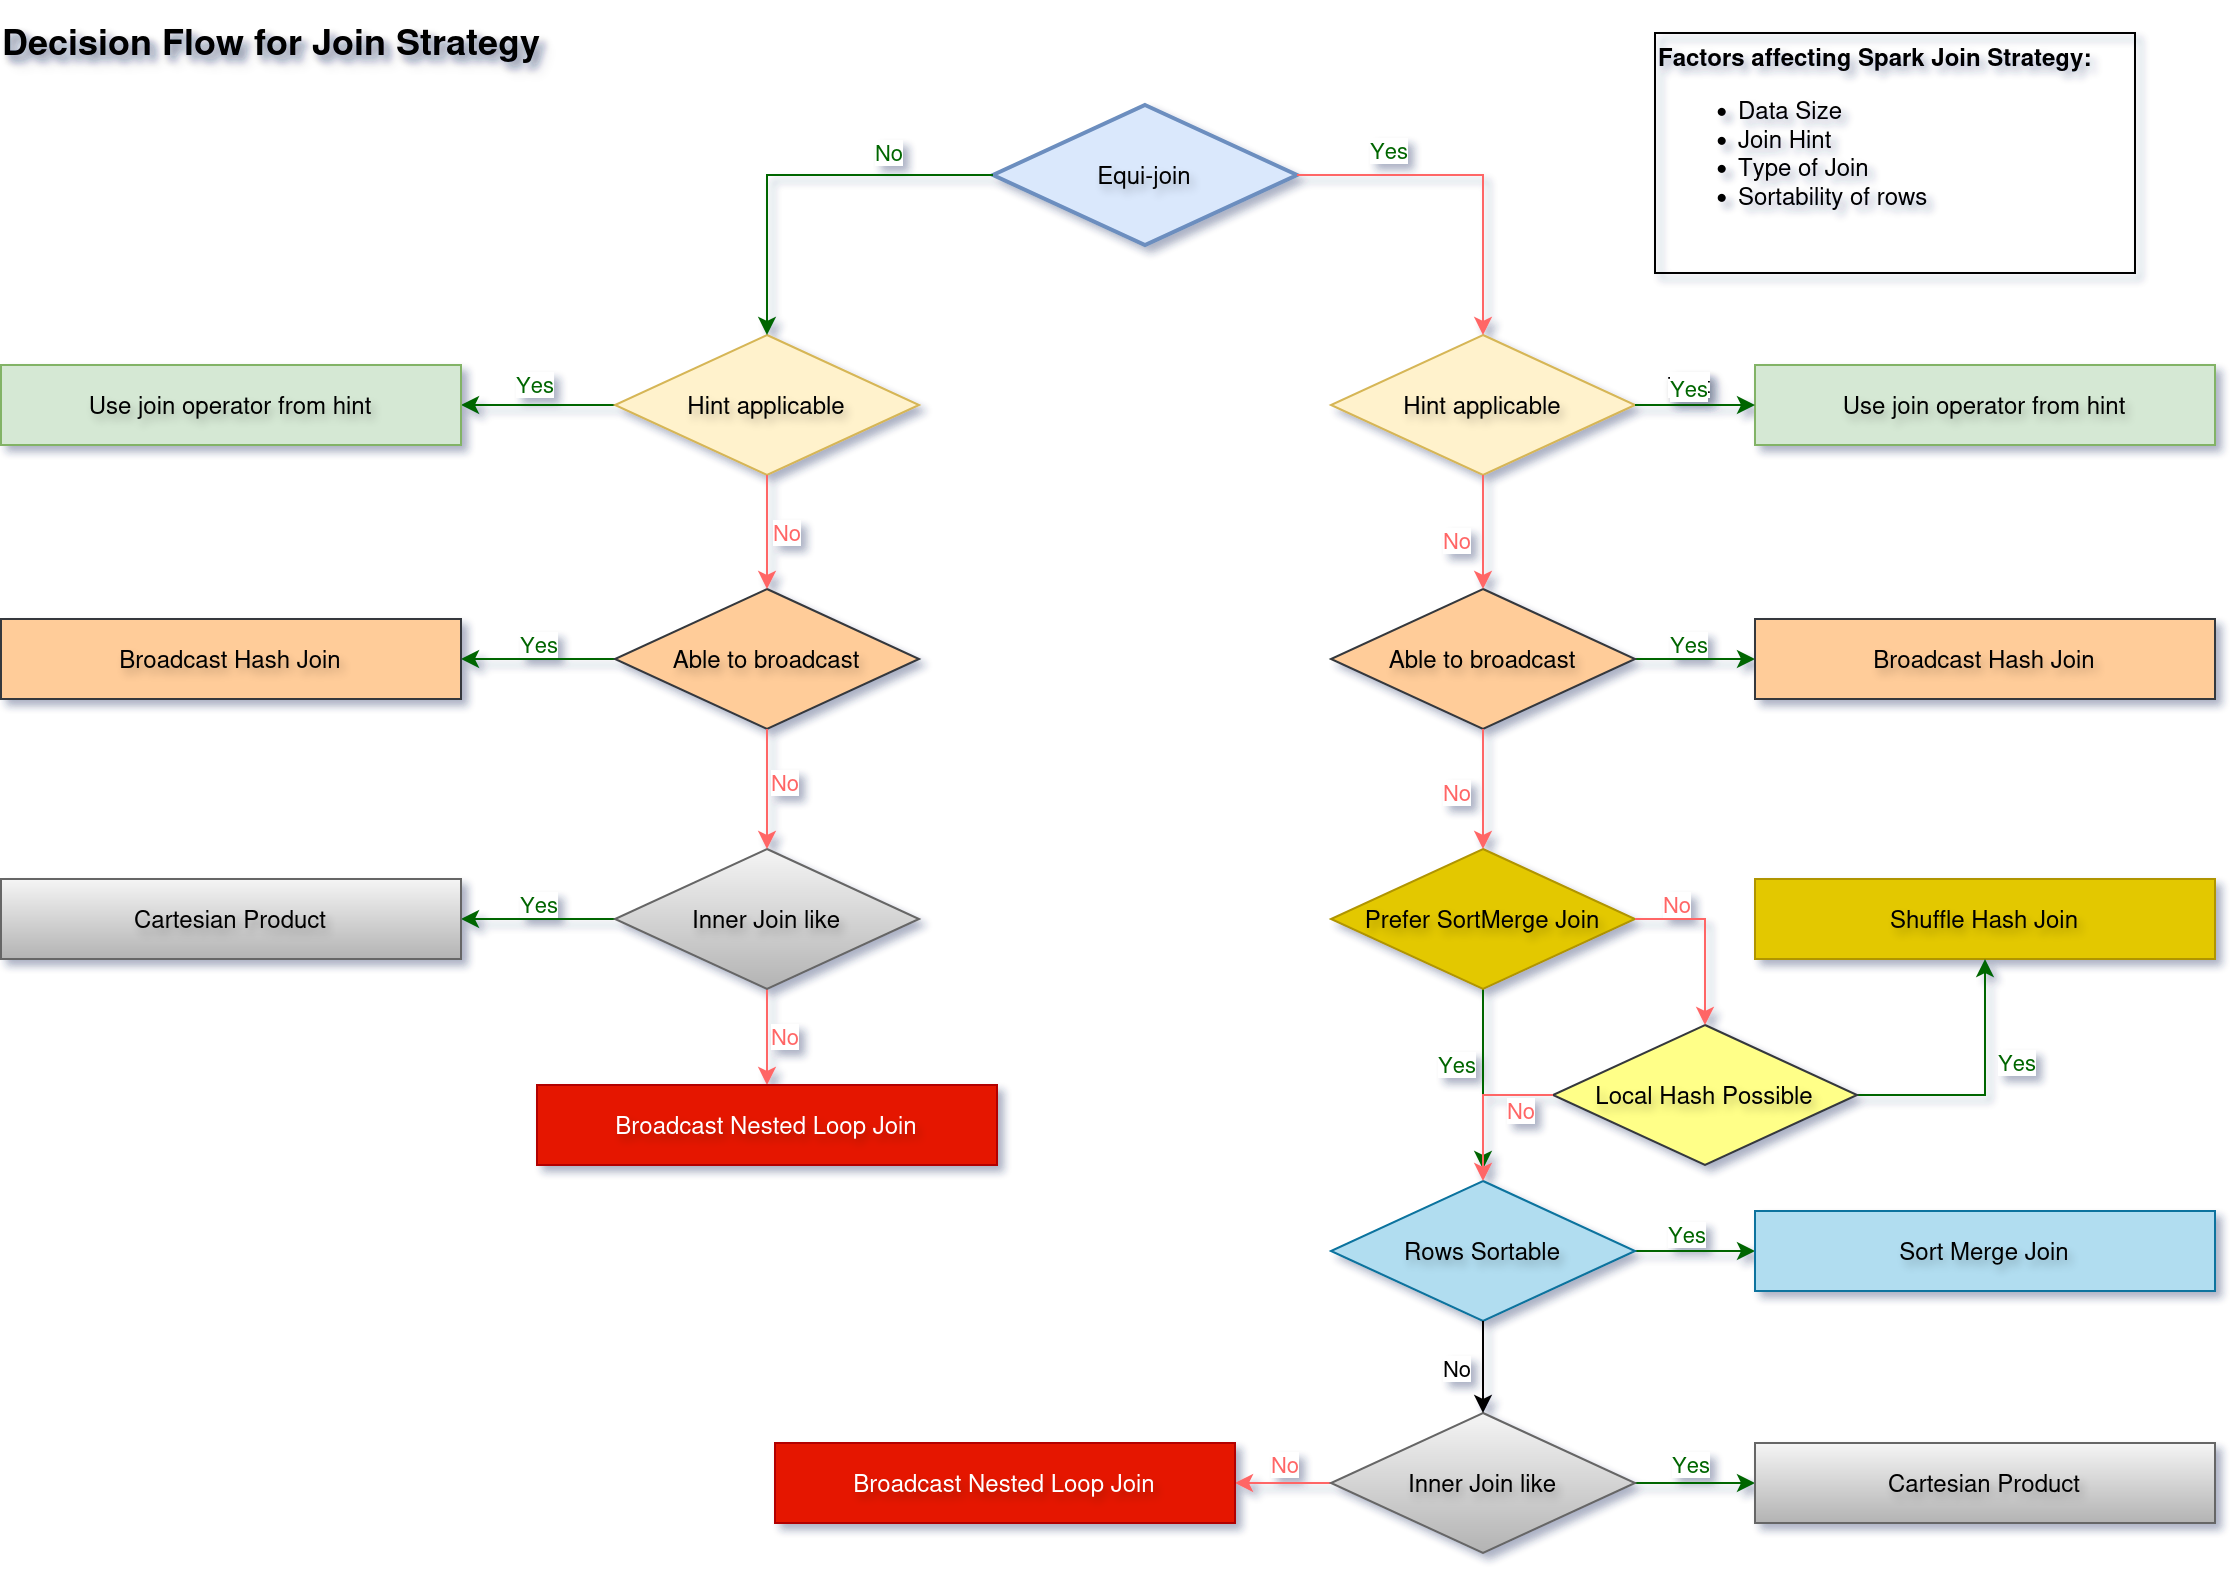 Decision Flow for Join Strategy
Factors affecting Spark Join Strategy:
• Data Size
• Join Hint
• Type of Join
• Sortability of rows
No
Yes
Equi-join
Use join operator from hint
Yes
Hint applicable
Hint applicable
Yes
Use join operator from hint
No
No
Broadcast Hash Join
Yes
Able to broadcast
Able to broadcast
Yes
Broadcast Hash Join
No
No
Cartesian Product
Yes
Inner Join like
Prefer SortMerge Join
No
Shuffle Hash Join
No
Yes
Yes
Local Hash Possible
No
Broadcast Nested Loop Join
Rows Sortable
Yes
Sort Merge Join
No
Broadcast Nested Loop Join
No
Inner Join like
Yes
Cartesian Product